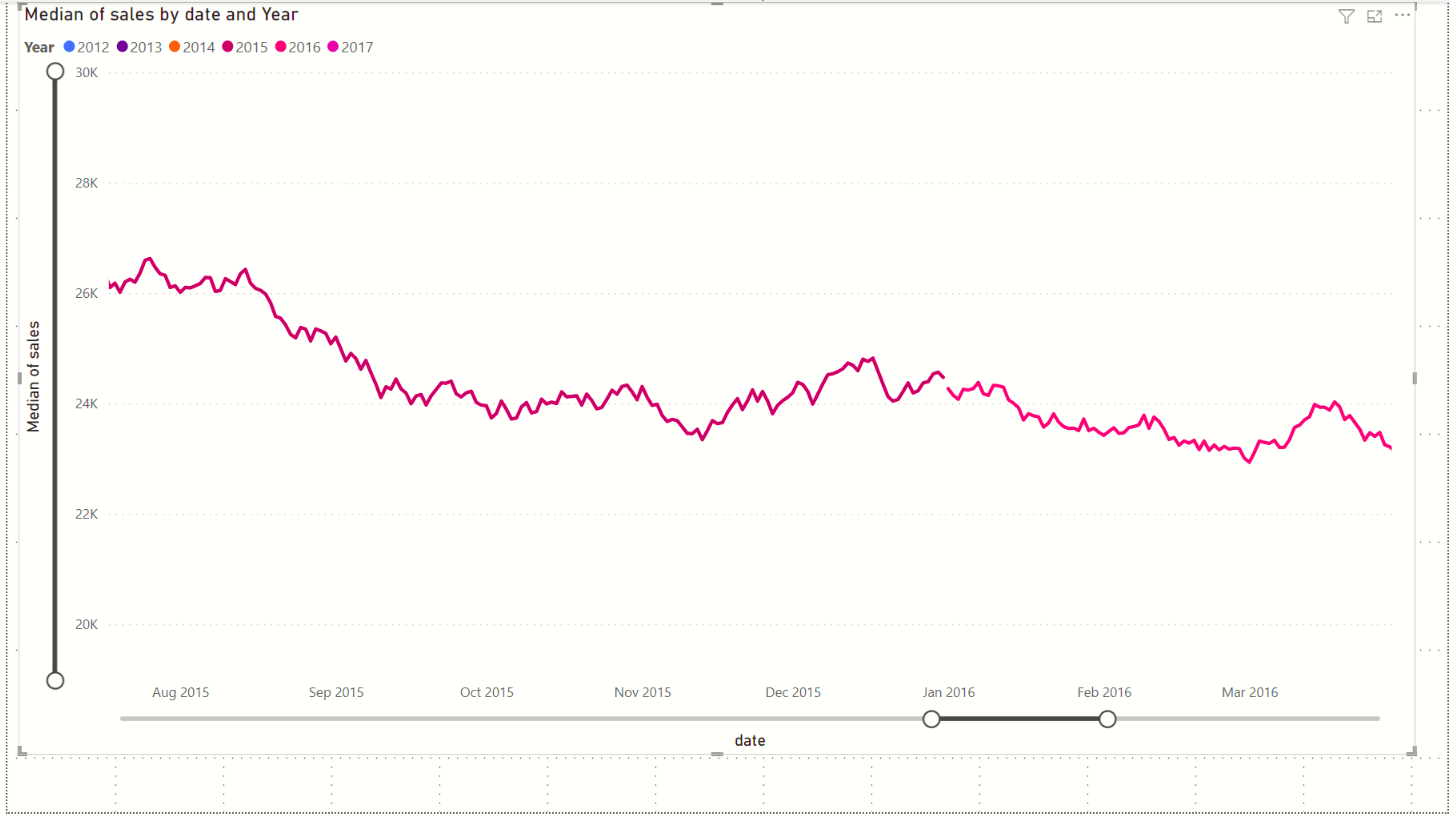 Median of sales by date and Year
Year 2012 2013 2014 2015 2016 2017
30K
28K
26K
24K
22K
20K
Median of sales
Aug 2015 Sep 2015 Oct 2015 Nov 2015 Dec 2015 Jan 2016 Feb 2016 Mar 2016
date